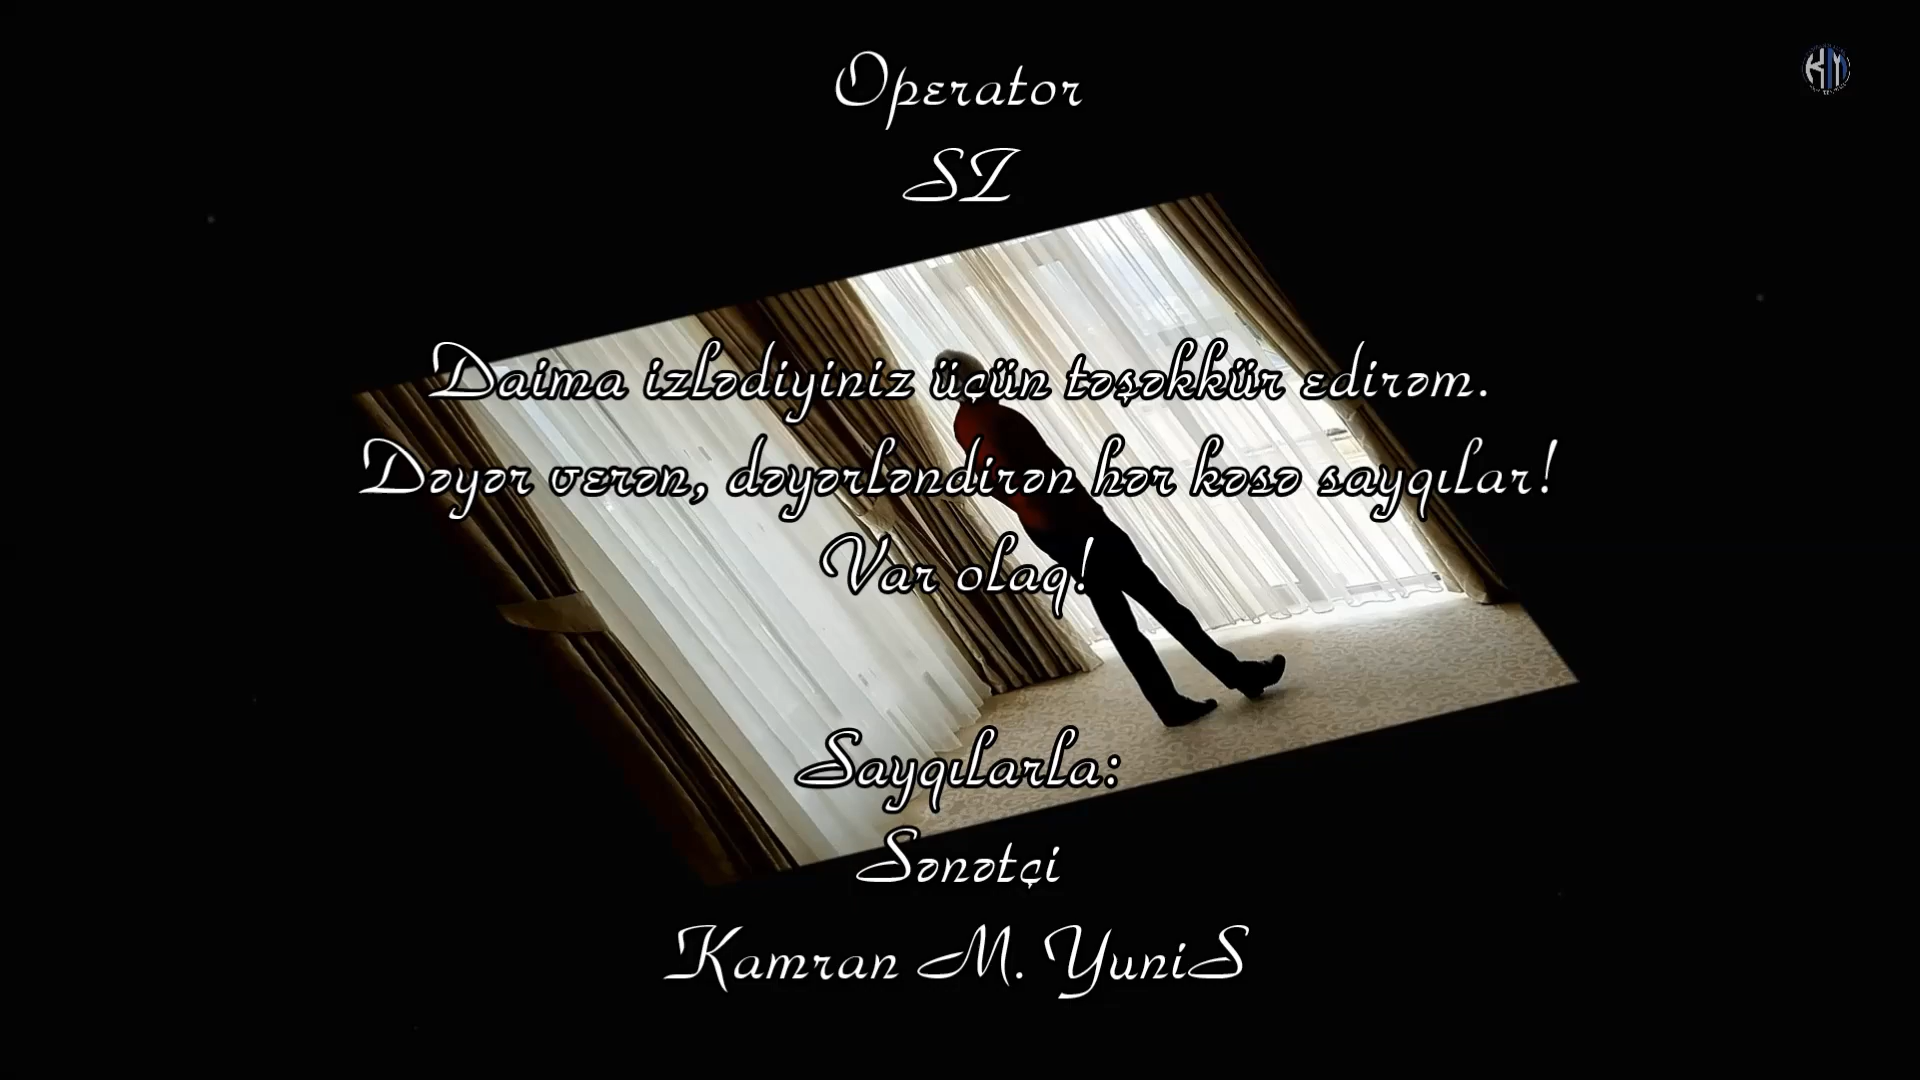 Operator
SZ
Daima izlədiyiniz üçün təşəkkür edirəm.
Dəyər verən, dəyərləndirən hər kəsə sayqılar!
Var olaq!
Sayqılarla:
Sənətçi
Kamran M. YuniS
KM